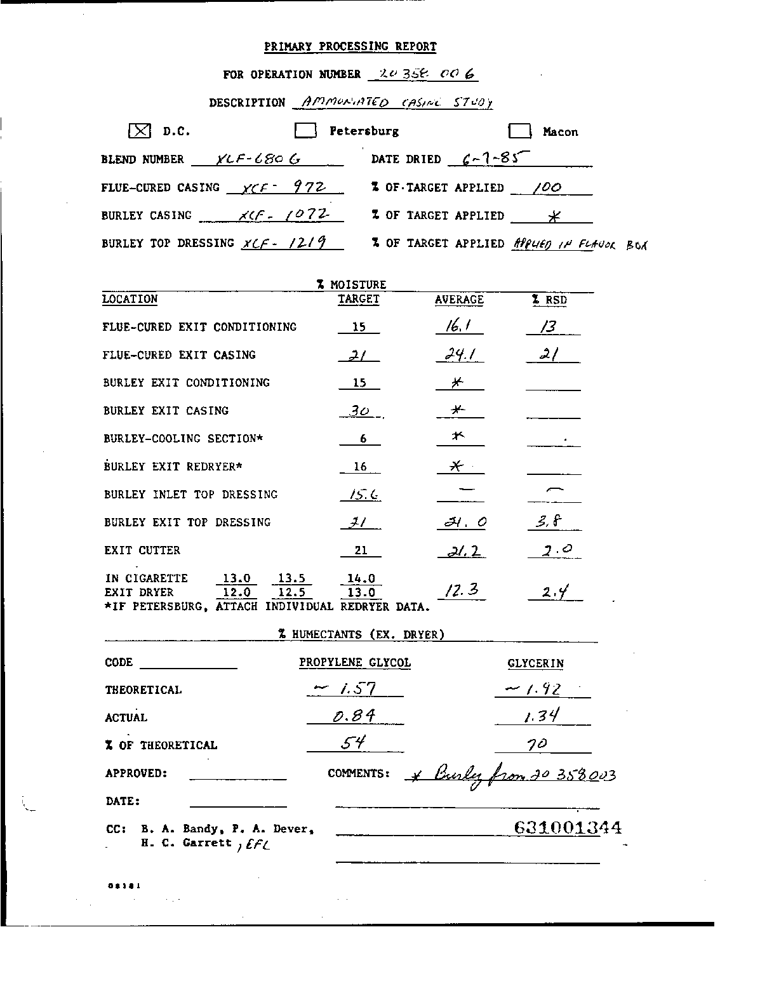 PRIMARY PROCESSING REPORT
FOR OPERATION NUMBER 20 358 006
DESCRIPTION AMMONIATED CASING STUDY
☒ D.C. ☐ Petersburg ☐ Macon
BLEND NUMBER XLF-6806 DATE DRIED 6-7-85
FLUE-CURED CASING XCF- 972 % OF TARGET APPLIED 100
BURLEY CASING XCF- 1072 % OF TARGET APPLIED *
BURLEY TOP DRESSING XCF- 1219 % OF TARGET APPLIED APPLIED IN FLAVOR BOX
% MOISTURE
LOCATION TARGET AVERAGE % RSD
FLUE-CURED EXIT CONDITIONING 15 16.1 13
FLUE-CURED EXIT CASING 21 24.1 21
BURLEY EXIT CONDITIONING 15 *
BURLEY EXIT CASING 30 *
BURLEY-COOLING SECTION* 6 *
BURLEY EXIT REDRYER* 16 *
BURLEY INLET TOP DRESSING 15.6 — —
BURLEY EXIT TOP DRESSING 21 21.0 3.8
EXIT CUTTER 21 21.2 2.0
IN CIGARETTE 13.0 13.5 14.0
EXIT DRYER 12.0 12.5 13.0 12.3 2.4
*IF PETERSBURG, ATTACH INDIVIDUAL REDRYER DATA.
% HUMECTANTS (EX. DRYER)
CODE PROPYLENE GLYCOL GLYCERIN
THEORETICAL ~ 1.57 ~ 1.92
ACTUAL 0.84 1.34
% OF THEORETICAL 54 70
APPROVED: COMMENTS: * Burley from 20 358003
DATE:
CC: B. A. Bandy, P. A. Dever,
H. C. Garrett, EFL
631001344
08181